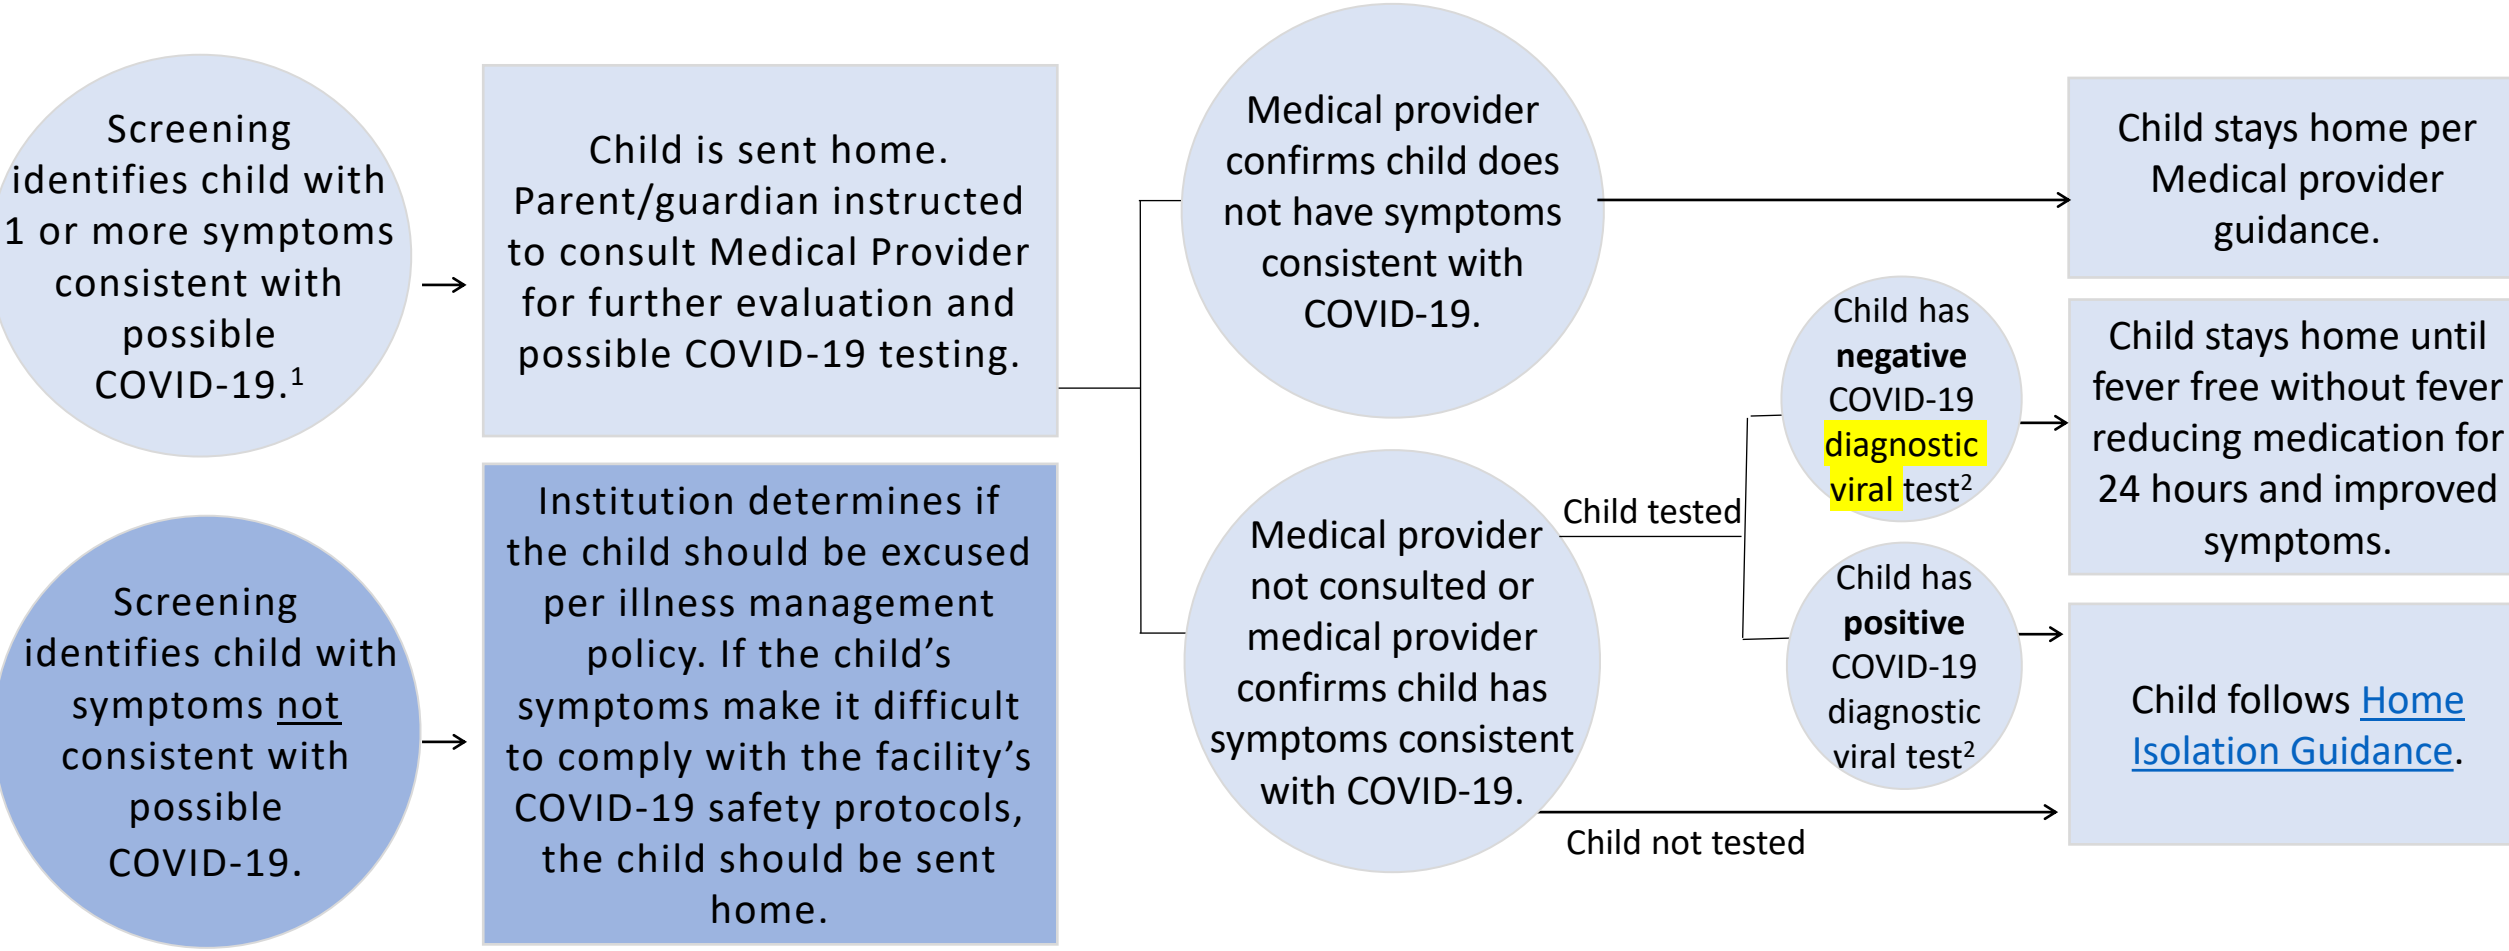 Screening
identifies child with
1 or more symptoms
consistent with
possible
COVID-19.1
Child is sent home.
Parent/guardian instructed
to consult Medical Provider
for further evaluation and
possible COVID-19 testing.
Medical provider
confirms child does
not have symptoms
consistent with
COVID-19.
Child stays home per
Medical provider
guidance.
Medical provider
not consulted or
medical provider
confirms child has
symptoms consistent
with COVID-19.
Child tested
Child has
negative
COVID-19
diagnostic
viral test2
Child stays home until
fever free without fever
reducing medication for
24 hours and improved
symptoms.
Child has
positive
COVID-19
diagnostic
viral test2
Child not tested
Child follows Home
Isolation Guidance.
Screening
identifies child with
symptoms not
consistent with
possible
COVID-19.
Institution determines if
the child should be excused
per illness management
policy. If the child’s
symptoms make it difficult
to comply with the facility’s
COVID-19 safety protocols,
the child should be sent
home.